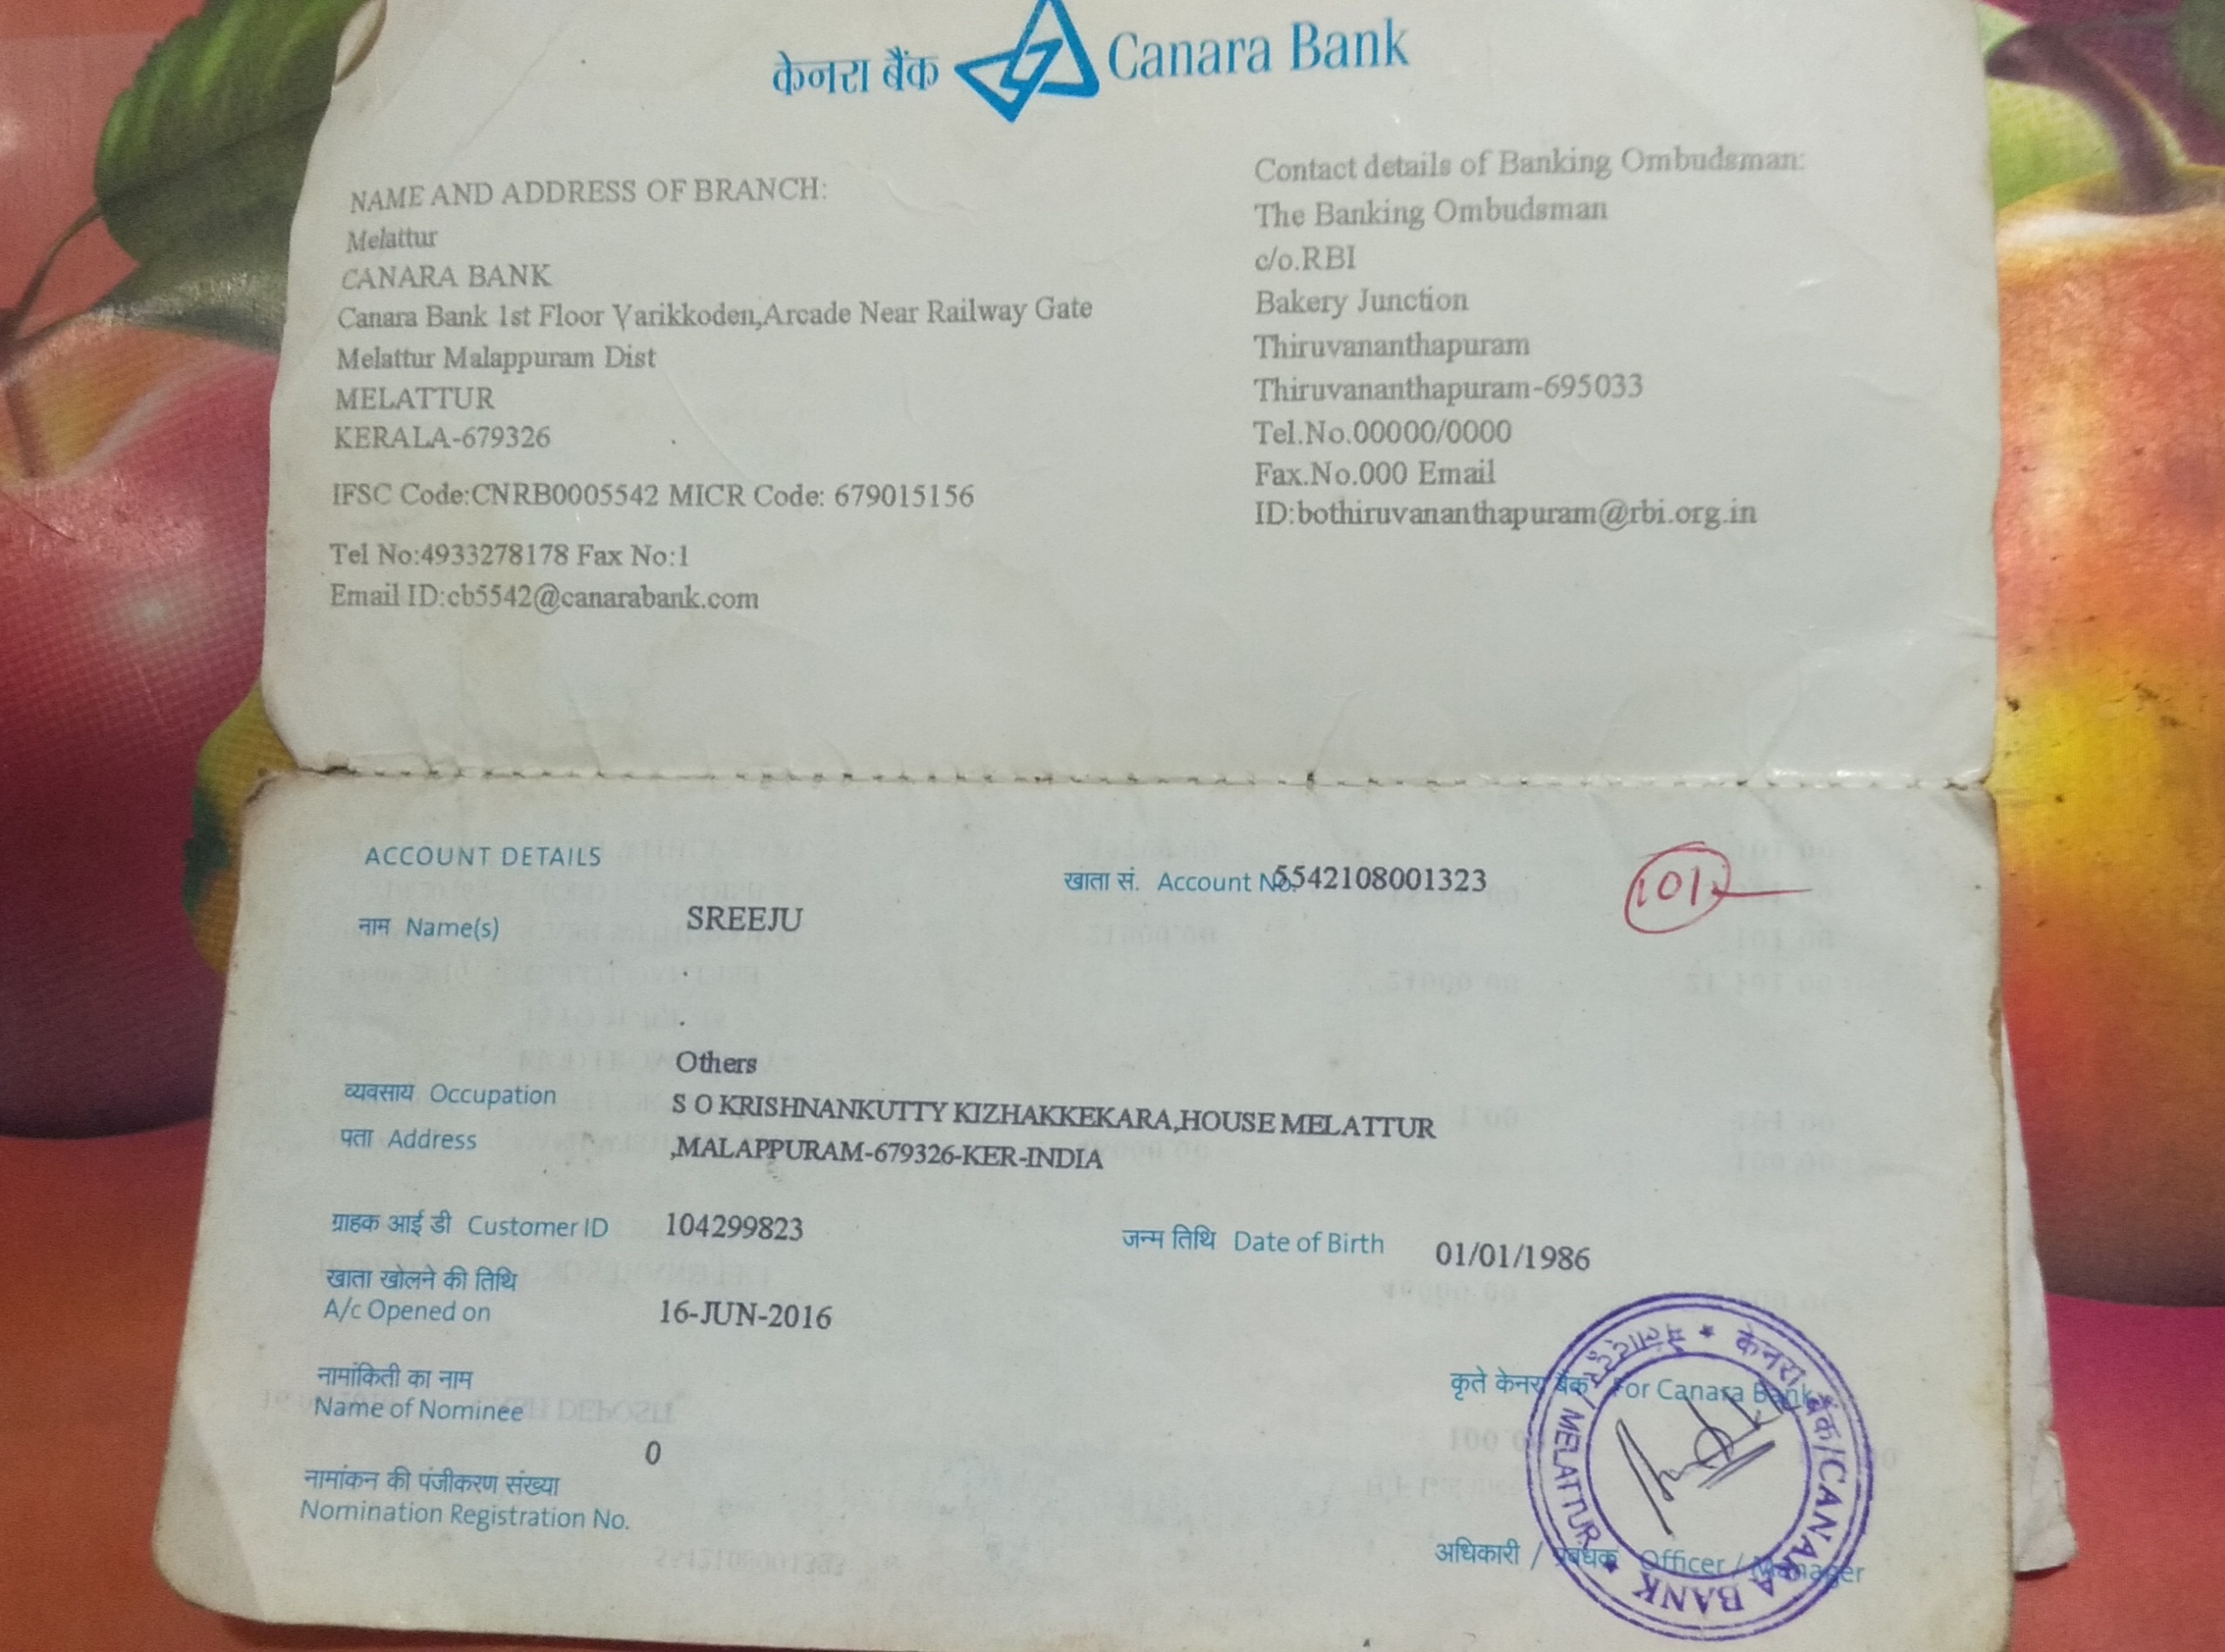 केनरा बैंक Canara Bank
NAME AND ADDRESS OF BRANCH:
Melattur
CANARA BANK
Canara Bank 1st Floor Varikkoden,Arcade Near Railway Gate
Melattur Malappuram Dist
MELATTUR
KERALA-679326
IFSC Code:CNRB0005542 MICR Code: 679015156
Tel No:4933278178 Fax No:1
Email ID:cb5542@canarabank.com
Contact details of Banking Ombudsman:
The Banking Ombudsman
c/o.RBI
Bakery Junction
Thiruvananthapuram
Thiruvananthapuram-695033
Tel.No.00000/0000
Fax.No.000 Email
ID:bothiruvananthapuram@rbi.org.in
ACCOUNT DETAILS
खाता सं. Account No. 5542108001323
101
नाम Name(s) SREEJU
Others
व्यवसाय Occupation
पता Address S O KRISHNANKUTTY KIZHAKKEKARA,HOUSE MELATTUR
,MALAPPURAM-679326-KER-INDIA
ग्राहक आई डी Customer ID 104299823
जन्म तिथि Date of Birth 01/01/1986
खाता खोलने की तिथि
A/c Opened on 16-JUN-2016
नामांकिती का नाम
Name of Nominee
0
नामांकन की पंजीकरण संख्या
Nomination Registration No.
कृते केनरा बैंक For Canara Bank
अधिकारी / प्रबंधक Officer / Manager
केनरा बैंक/CANARA BANK
MELATTUR